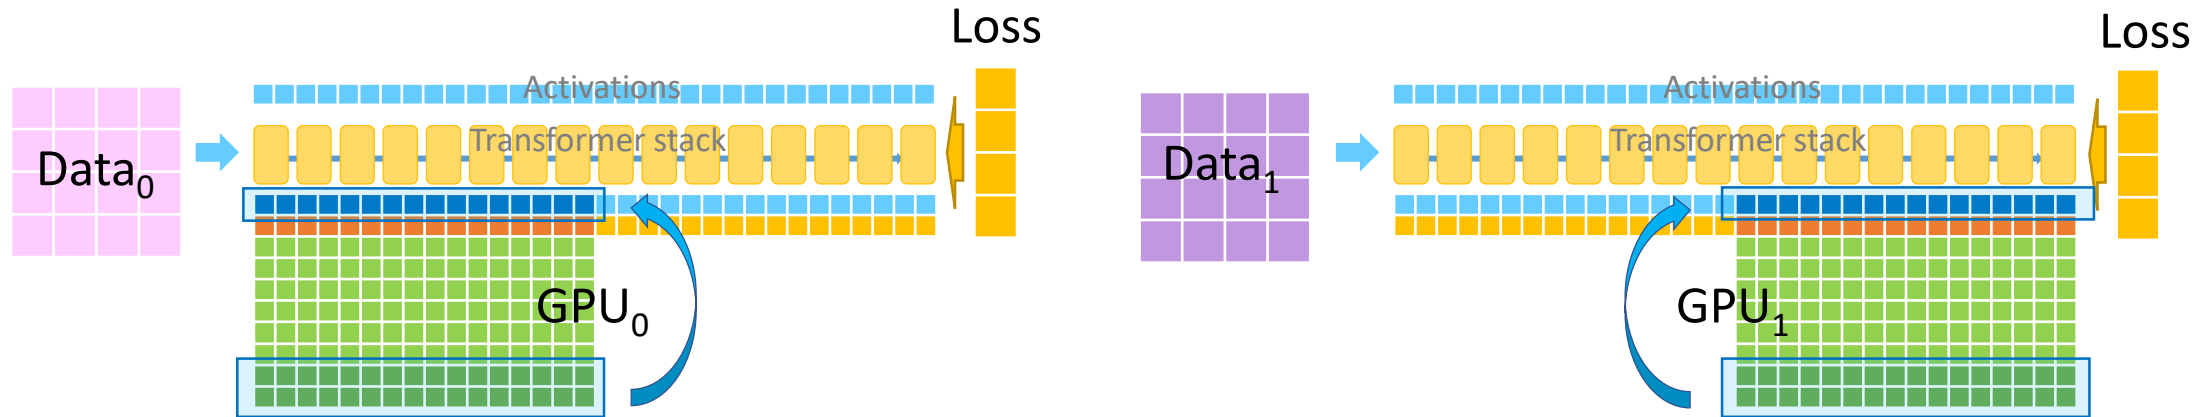 Loss
Activations
Transformer stack
Data0
GPU0
Loss
Activations
Transformer stack
Data1
GPU1